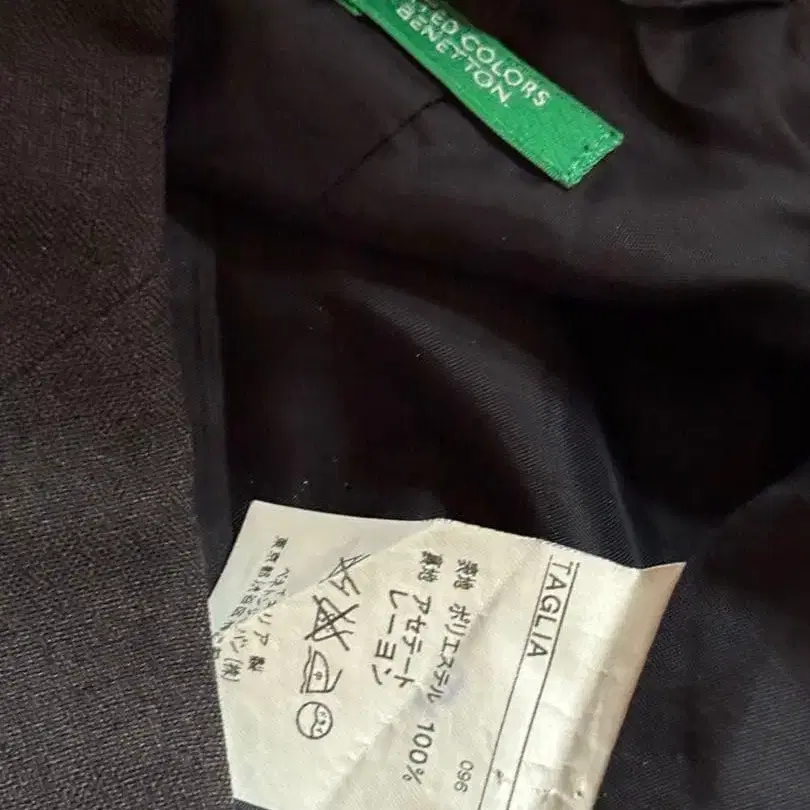 ED COLORS
BENETTON.
TAGLIA
表地 ポリエステル 100%
裏地 アセテート
レーヨン
096